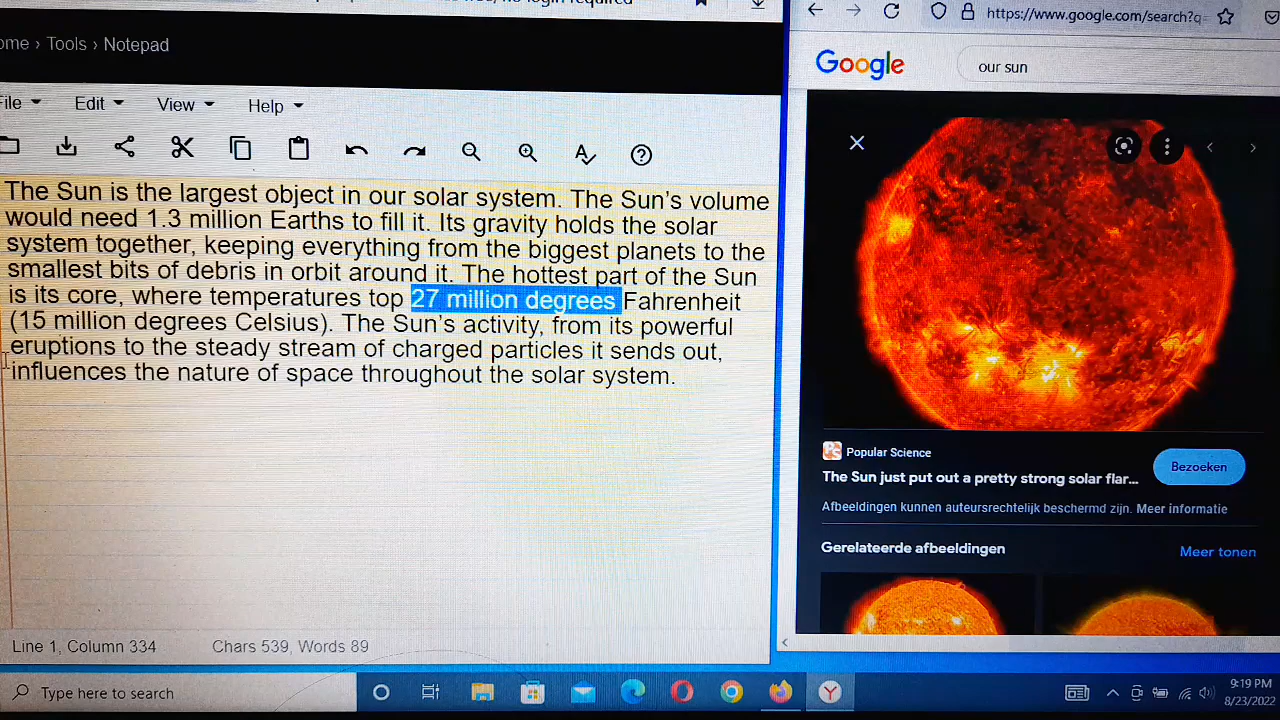 Tools › Notepad
File Edit View Help
The Sun is the largest object in our solar system. The Sun's volume
would need 1.3 million Earths to fill it. Its gravity holds the solar
system together, keeping everything from the biggest planets to the
smallest bits of debris in orbit around it. The hottest part of the Sun
is its core, where temperatures top 27 million degrees Fahrenheit
(15 million degrees Celsius). The Sun's activity, from its powerful
eruptions to the steady stream of charged particles it sends out,
influences the nature of space throughout the solar system.
Line 1, Column 334 Chars 539, Words 89
https://www.google.com/search?q=
Google our sun
Popular Science
The Sun just put out a pretty strong solar flar...
Bezoeken
Afbeeldingen kunnen auteursrechtelijk beschermd zijn. Meer informatie
Gerelateerde afbeeldingen Meer tonen
Type here to search
9:19 PM
8/23/2022